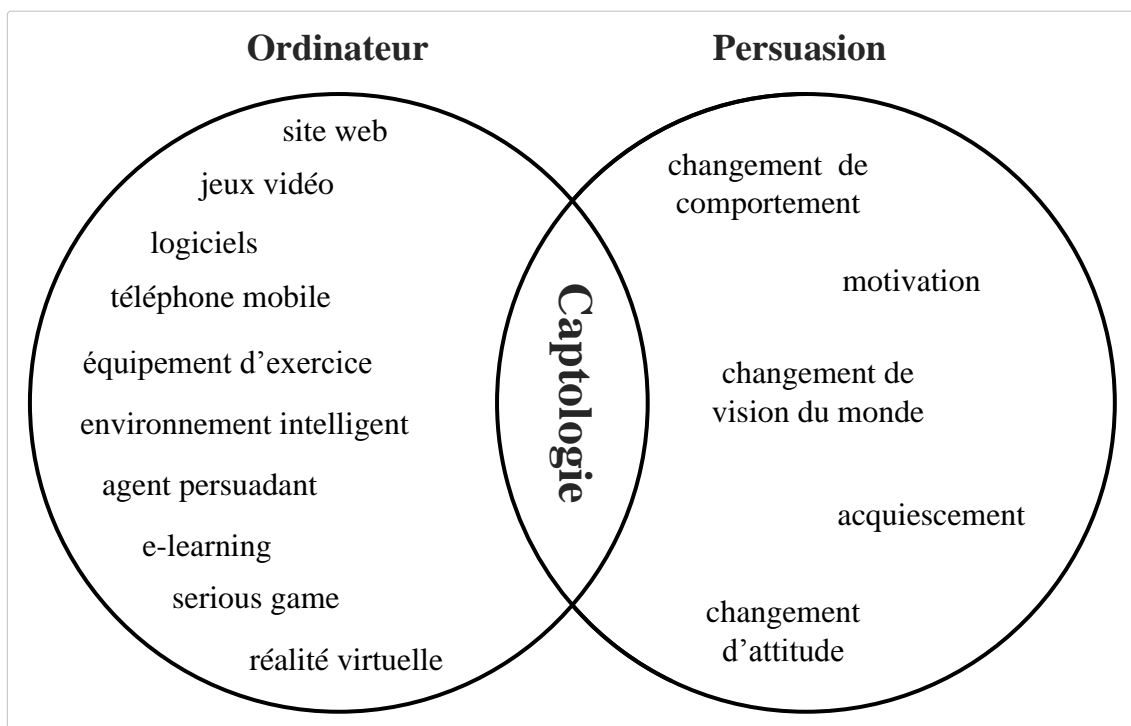 Ordinateur
Persuasion
site web
jeux vidéo
logiciels
téléphone mobile
équipement d’exercice
environnement intelligent
agent persuadant
e-learning
serious game
réalité virtuelle
Captologie
changement de
comportement
motivation
changement de
vision du monde
acquiescement
changement
d’attitude